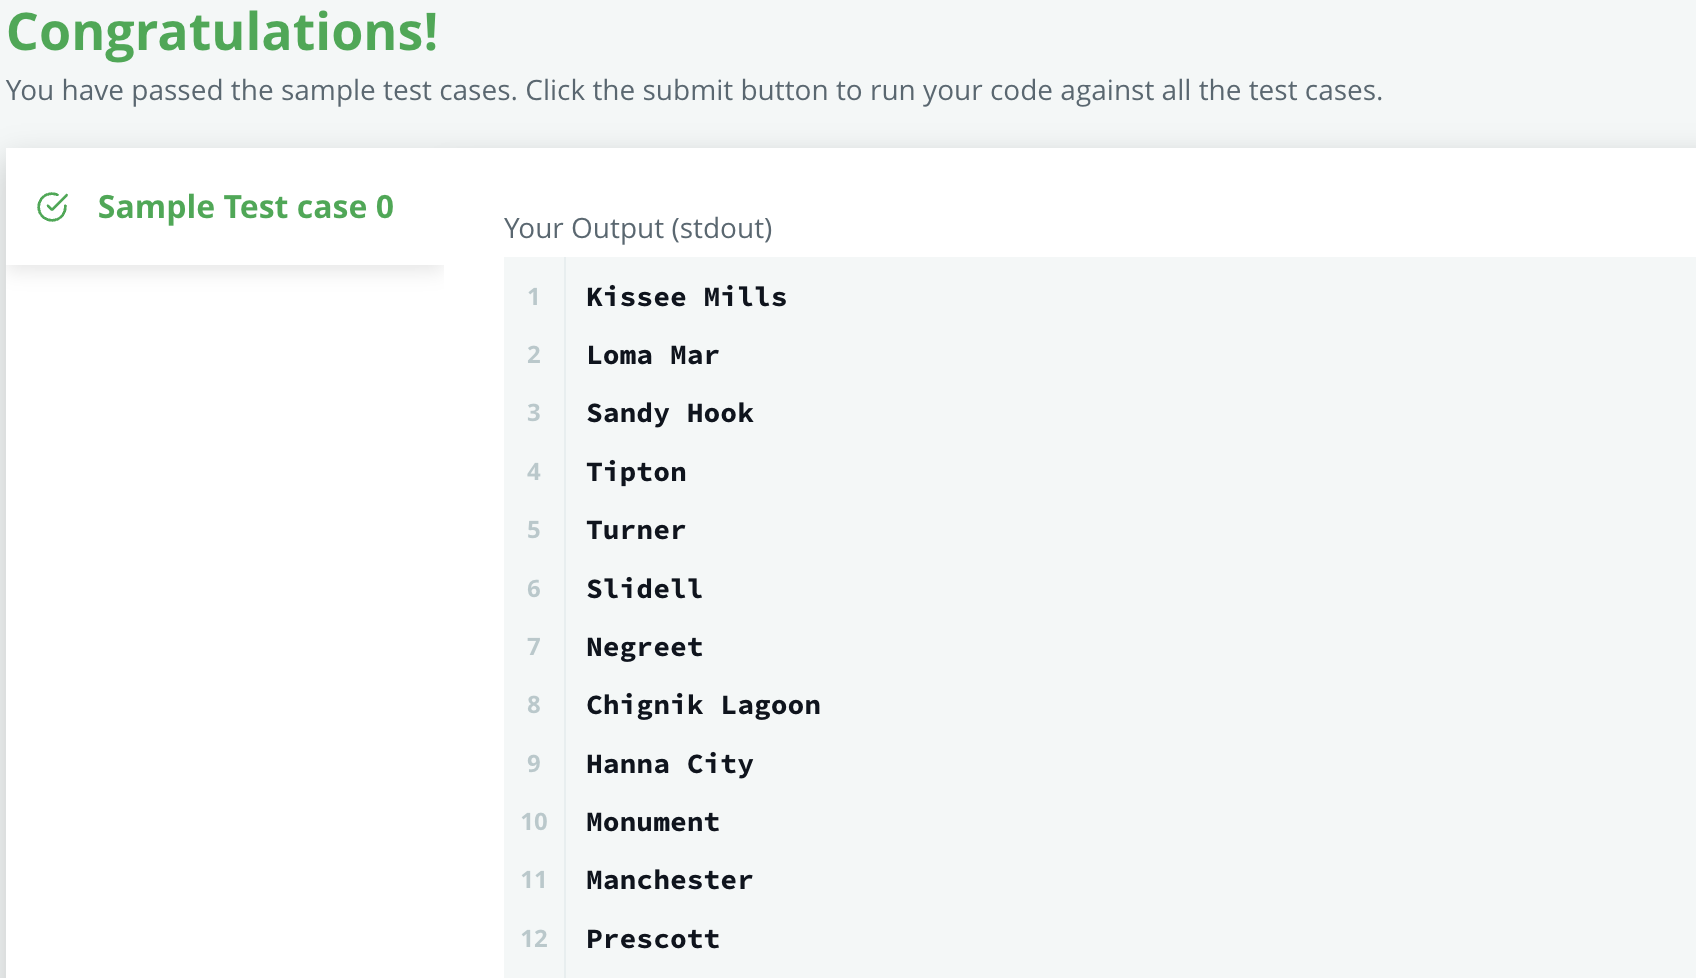 Congratulations!
You have passed the sample test cases. Click the submit button to run your code against all the test cases.
Sample Test case 0
Your Output (stdout)
1 Kissee Mills
2 Loma Mar
3 Sandy Hook
4 Tipton
5 Turner
6 Slidell
7 Negreet
8 Chignik Lagoon
9 Hanna City
10 Monument
11 Manchester
12 Prescott